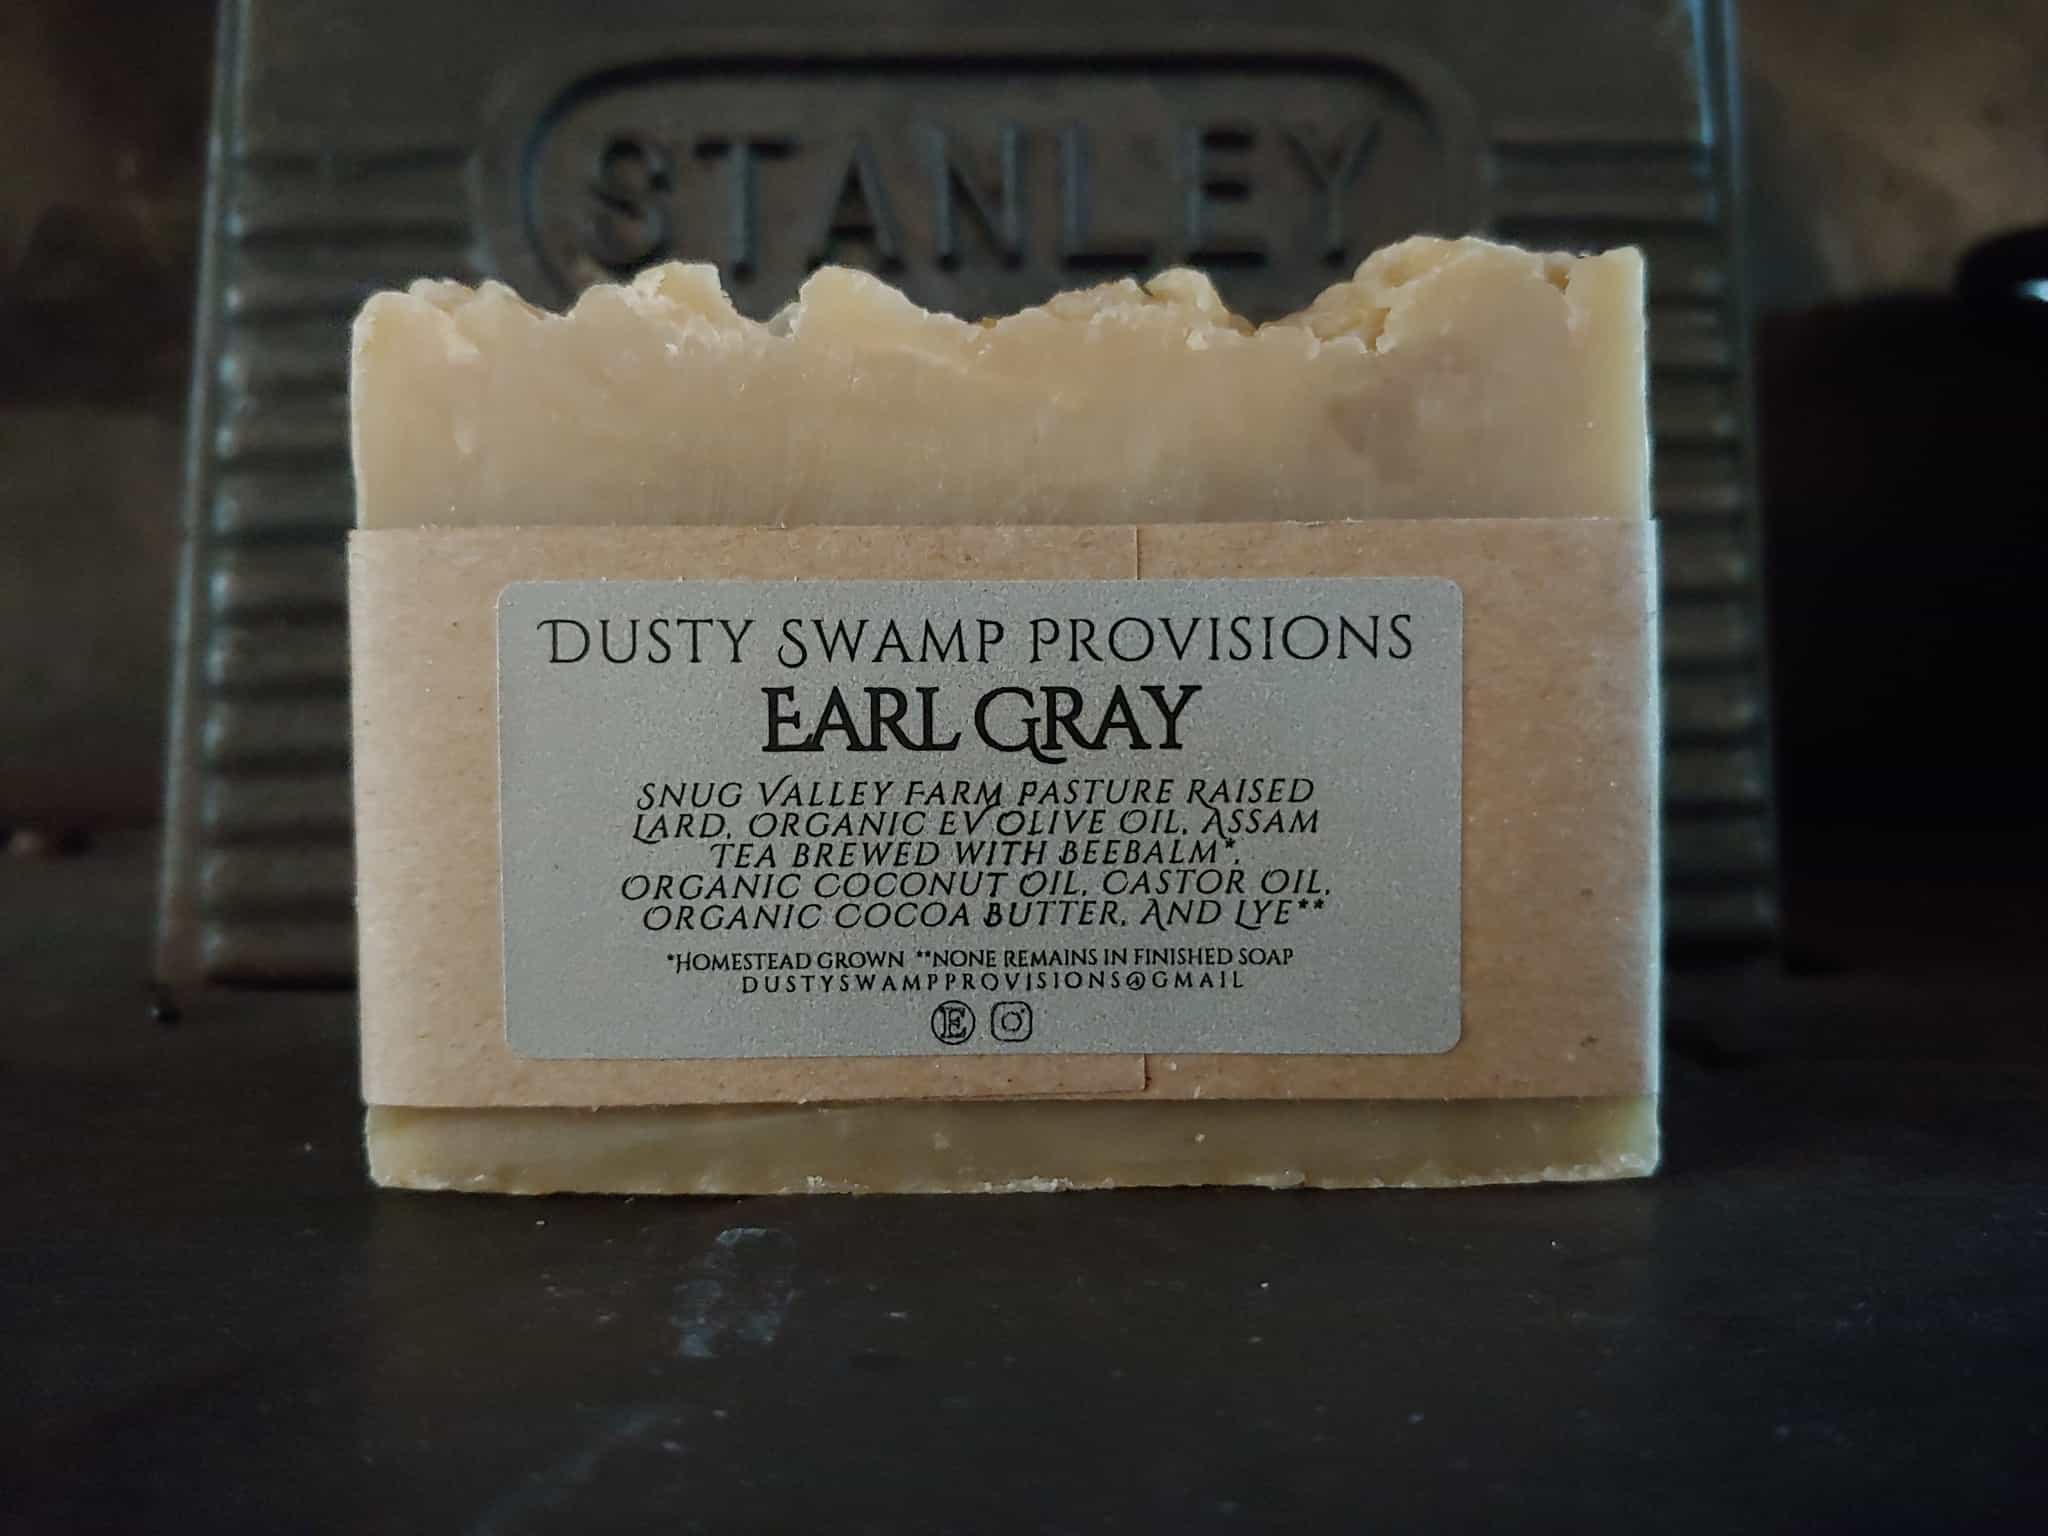 STANLEY
DUSTY SWAMP PROVISIONS
EARL GRAY
SNUG VALLEY FARM PASTURE RAISED
LARD, ORGANIC EV OLIVE OIL, ASSAM
TEA BREWED WITH BEEBALM*,
ORGANIC COCONUT OIL, CASTOR OIL,
ORGANIC COCOA BUTTER, AND LYE**
*HOMESTEAD GROWN **NONE REMAINS IN FINISHED SOAP
DUSTYSWAMPPROVISIONS@GMAIL
E